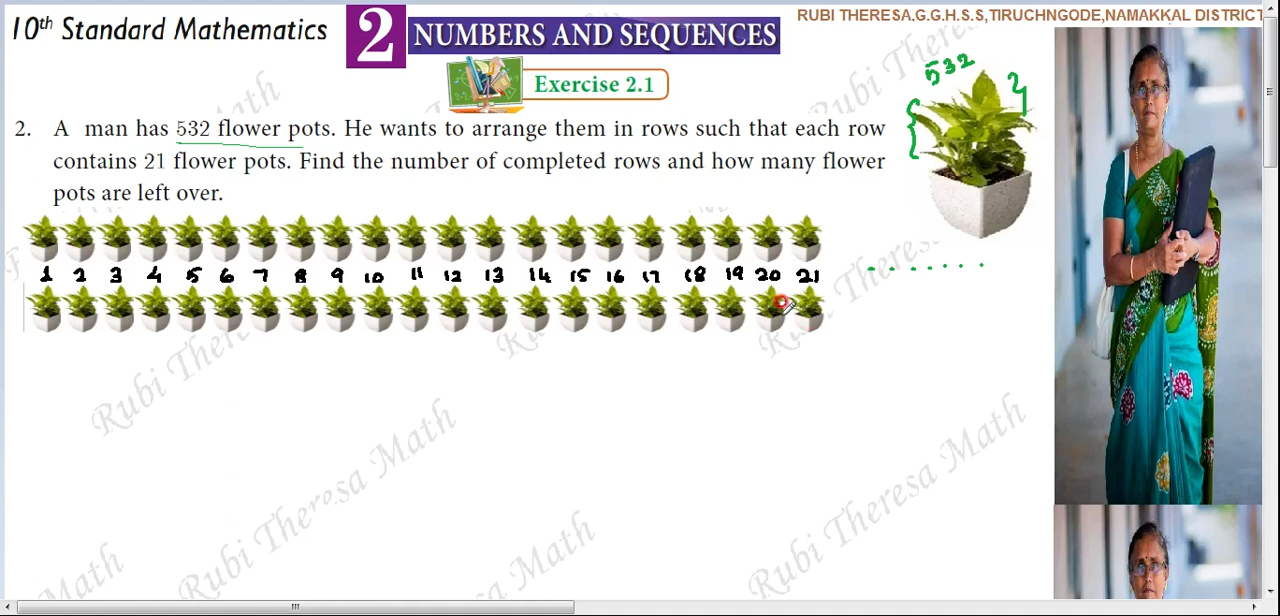 RUBI THERESA.G.G.H.S.S,TIRUCHNGODE,NAMAKKAL DISTRICT
10th Standard Mathematics
2
NUMBERS AND SEQUENCES
Exercise 2.1
532
2. A man has 532 flower pots. He wants to arrange them in rows such that each row
contains 21 flower pots. Find the number of completed rows and how many flower
pots are left over.
1 2 3 4 5 6 7 8 9 10 11 12 13 14 15 16 17 18 19 20 21
.......
Rubi Theresa Math
Rubi Theresa Math
Rubi Theresa Math
Rubi Theresa Math